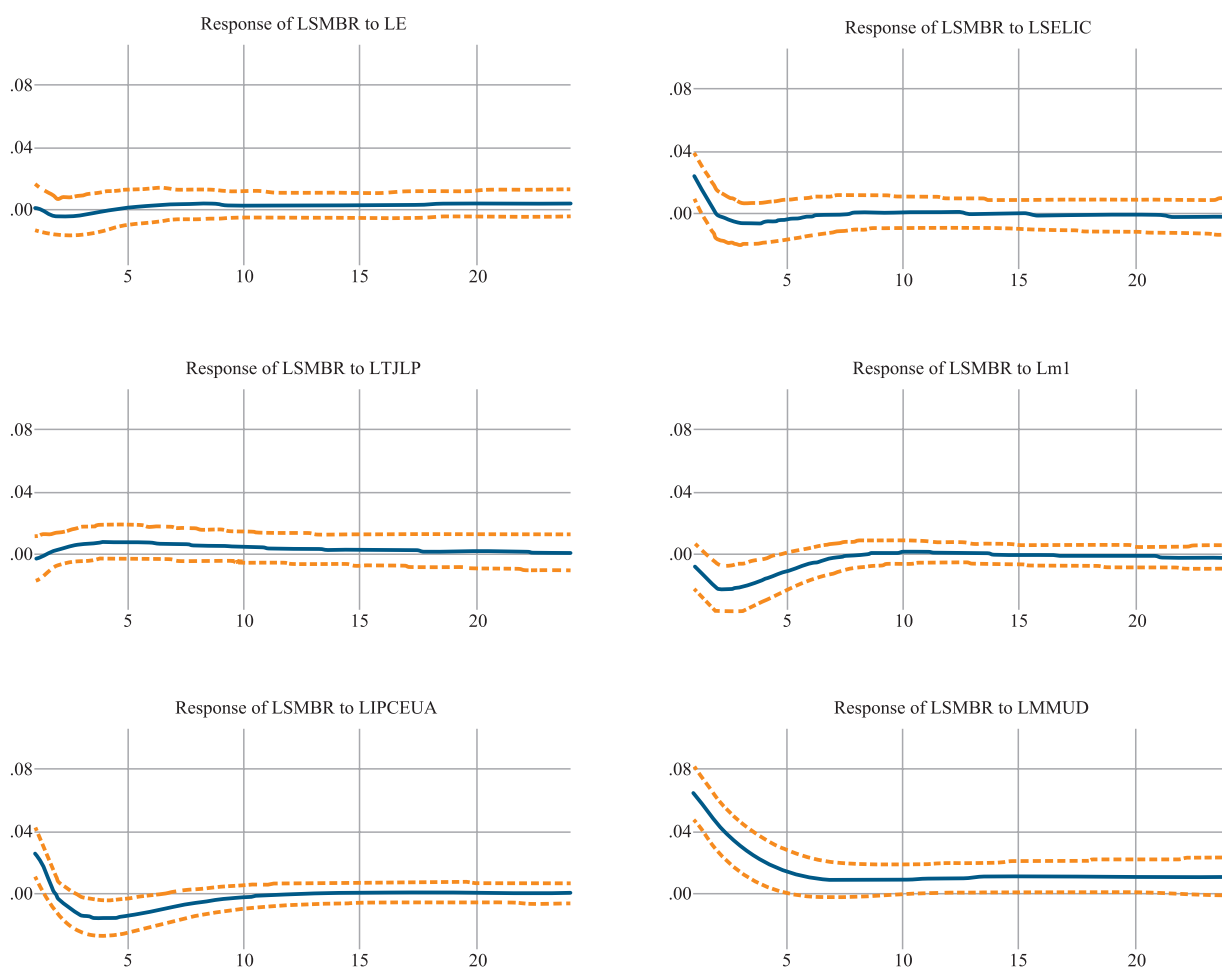 Response of LSMBR to LE
.08
.04
.00
5 10 15 20
Response of LSMBR to LSELIC
.08
.04
.00
5 10 15 20
Response of LSMBR to LTJLP
.08
.04
.00
5 10 15 20
Response of LSMBR to Lm1
.08
.04
.00
5 10 15 20
Response of LSMBR to LIPCEUA
.08
.04
.00
5 10 15 20
Response of LSMBR to LMMUD
.08
.04
.00
5 10 15 20